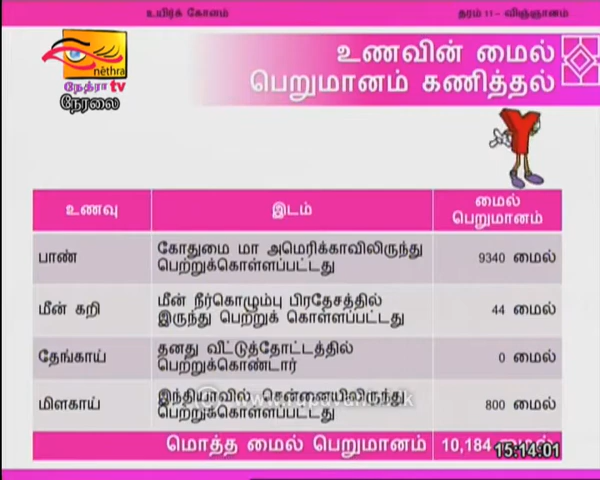 உயிர்க் கோளம்
தரம் 11 - விஞ்ஞானம்
nēthra
நேத்ரா tv
நேரலை
உணவின் மைல்
பெறுமானம் கணித்தல்
உணவு
இடம்
மைல்
பெறுமானம்
பாண்
கோதுமை மா அமெரிக்காவிலிருந்து
பெற்றுக்கொள்ளப்பட்டது
9340 மைல்
மீன் கறி
மீன் நீர்கொழும்பு பிரதேசத்தில்
இருந்து பெற்றுக் கொள்ளப்பட்டது
44 மைல்
தேங்காய்
தனது வீட்டுத்தோட்டத்தில்
பெற்றுக்கொண்டார்
0 மைல்
மிளகாய்
இந்தியாவில் சென்னையிலிருந்து
பெற்றுக்கொள்ளப்பட்டது
800 மைல்
மொத்த மைல் பெறுமானம்
10,184
15:14:01